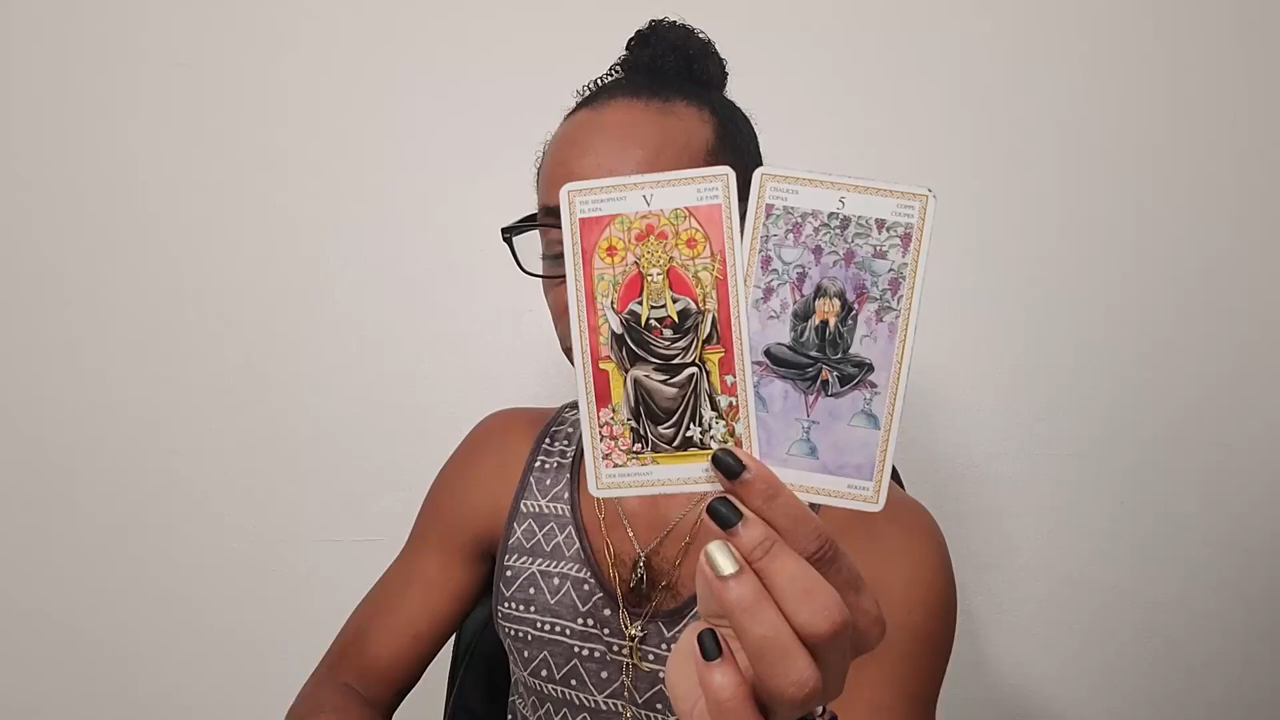 THE HIEROPHANT
EL PAPA
V
IL PAPA
LE PAPE
DER HIEROPHANT
CHALICES
COPAS
5
COPPE
COUPES
BEKERS